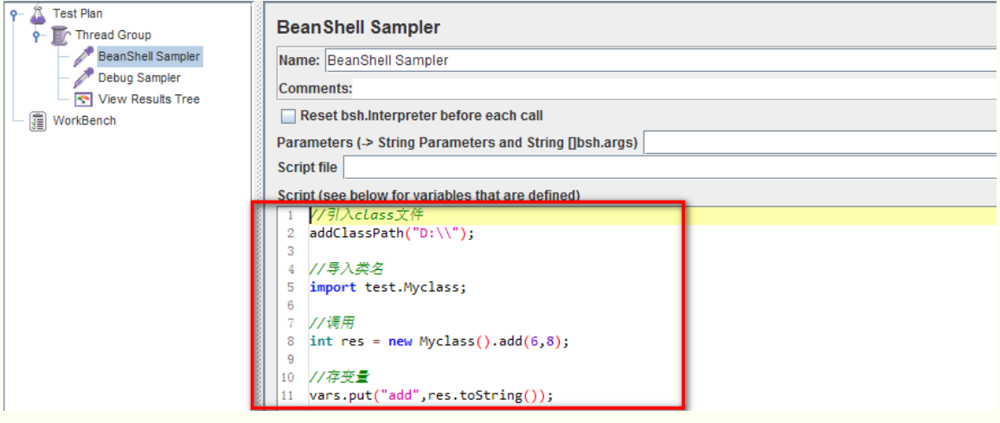 Test Plan
Thread Group
BeanShell Sampler
Debug Sampler
View Results Tree
WorkBench
BeanShell Sampler
Name: BeanShell Sampler
Comments:
Reset bsh.Interpreter before each call
Parameters (-> String Parameters and String []bsh.args)
Script file
Script (see below for variables that are defined)
1 //引入class文件
2 addClassPath("D:\\");
3
4 //导入类名
5 import test.Myclass;
6
7 //调用
8 int res = new Myclass().add(6,8);
9
10 //存变量
11 vars.put("add",res.toString());